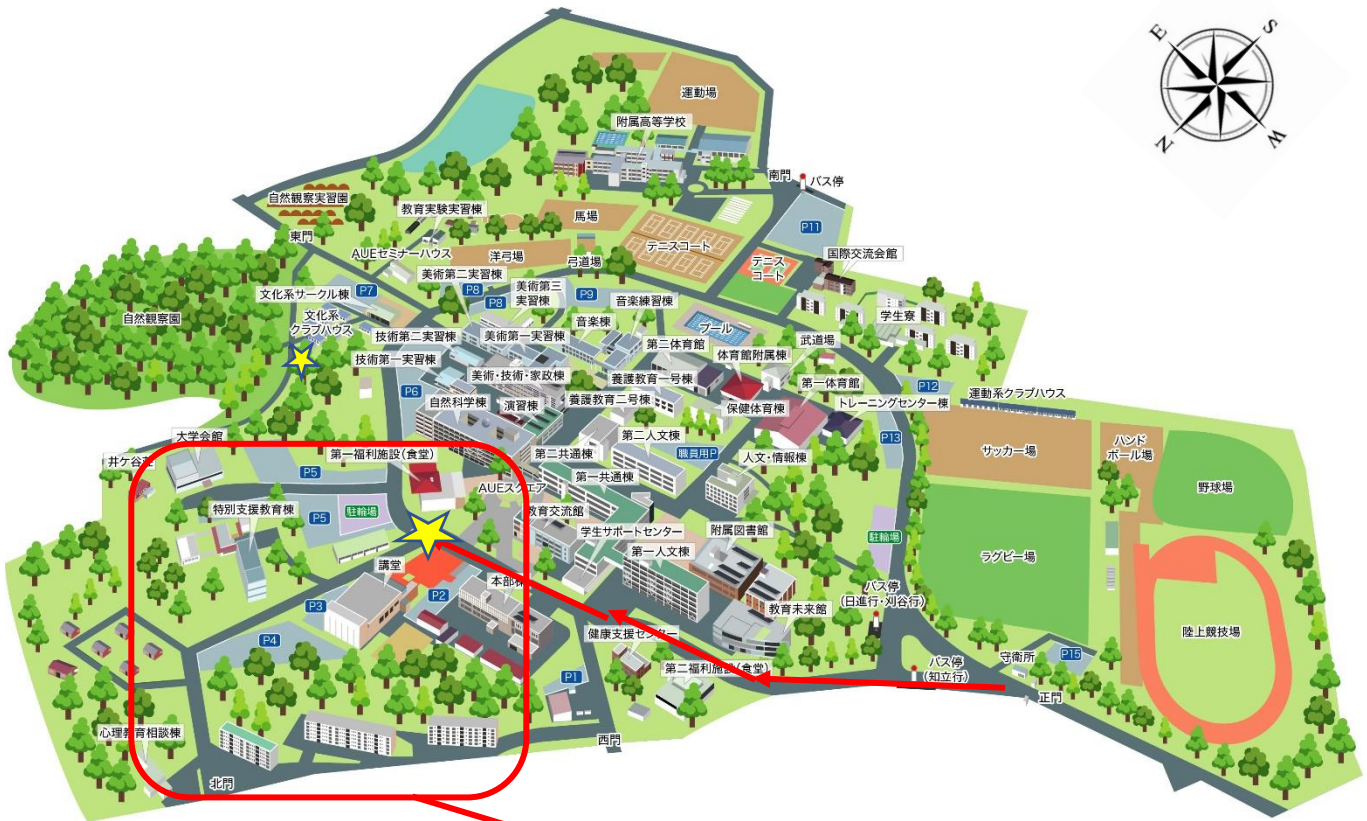 E
S
N
W
運動場
附属高等学校
南門
バス停
自然観察実習園
教育実験実習棟
馬場
P11
東門
AUEセミナーハウス
洋弓場
弓道場
テニスコート
テニス
コート
国際交流会館
美術第二実習棟
P7
P8
P8
美術第三
実習棟
P9
音楽練習棟
文化系サークル棟
自然観察園
文化系
クラブハウス
技術第二実習棟
美術第一実習棟
音楽棟
プール
学生寮
技術第一実習棟
第二体育館
体育館附属棟
武道場
美術・技術・家政棟
養護教育一号棟
第一体育館
P12
運動系クラブハウス
P6
自然科学棟
演習棟
養護教育二号棟
保健体育棟
トレーニングセンター棟
大学会館
第二人文棟
P13
サッカー場
ハンド
ボール場
井ケ谷荘
第一福利施設(食堂)
第二共通棟
職員用P
人文・情報棟
P5
AUEスクエア
第一共通棟
野球場
特別支援教育棟
P5
駐輪場
教育交流館
学生サポートセンター
附属図書館
駐輪場
ラグビー場
講堂
第一人文棟
本部棟
バス停
(日進行・刈谷行)
P3
P2
教育未来館
P4
健康支援センター
陸上競技場
第二福利施設(食堂)
バス停
(知立行)
守衛所
P15
P1
正門
心理教育相談棟
西門
北門